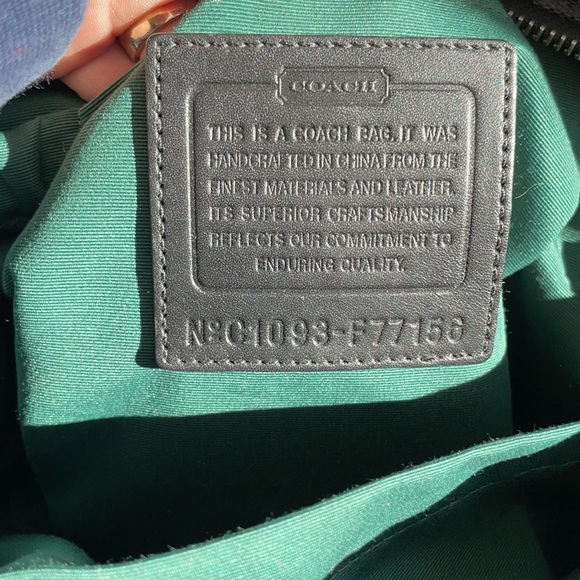 COACH
THIS IS A COACH BAG. IT WAS
HANDCRAFTED IN CHINA FROM THE
FINEST MATERIALS AND LEATHER.
ITS SUPERIOR CRAFTSMANSHIP
REFLECTS OUR COMMITMENT TO
ENDURING QUALITY.
Nº C1093-F77156